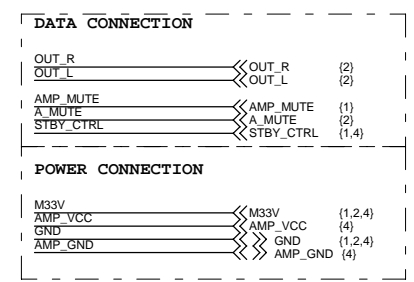 DATA CONNECTION
OUT_R OUT_R {2}
OUT_L OUT_L {2}
AMP_MUTE AMP_MUTE {1}
A_MUTE A_MUTE {2}
STBY_CTRL STBY_CTRL {1,4}
POWER CONNECTION
M33V M33V {1,2,4}
AMP_VCC AMP_VCC {4}
GND GND {1,2,4}
AMP_GND AMP_GND {4}